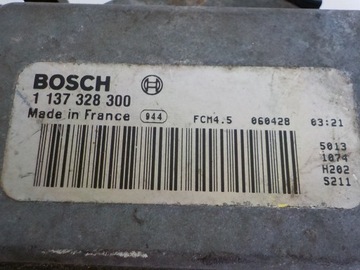 BOSCH
1 137 328 300
Made in France 944 FCM4.5 060428 03:21
5013
1074
H202
S211